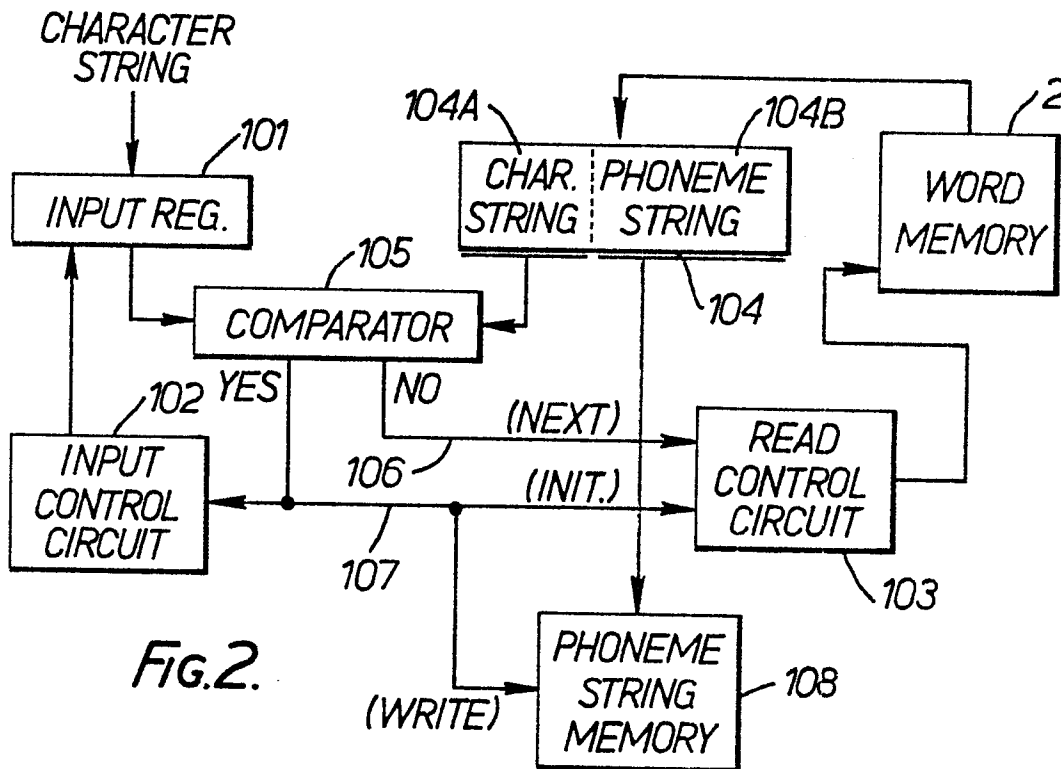 CHARACTER
STRING
101
INPUT REG.
104A
104B
CHAR.
STRING
PHONEME
STRING
104
2
WORD
MEMORY
105
COMPARATOR
YES
NO
102
INPUT
CONTROL
CIRCUIT
(NEXT)
106
(INIT.)
107
READ
CONTROL
CIRCUIT
103
(WRITE)
PHONEME
STRING
MEMORY
108
FIG.2.